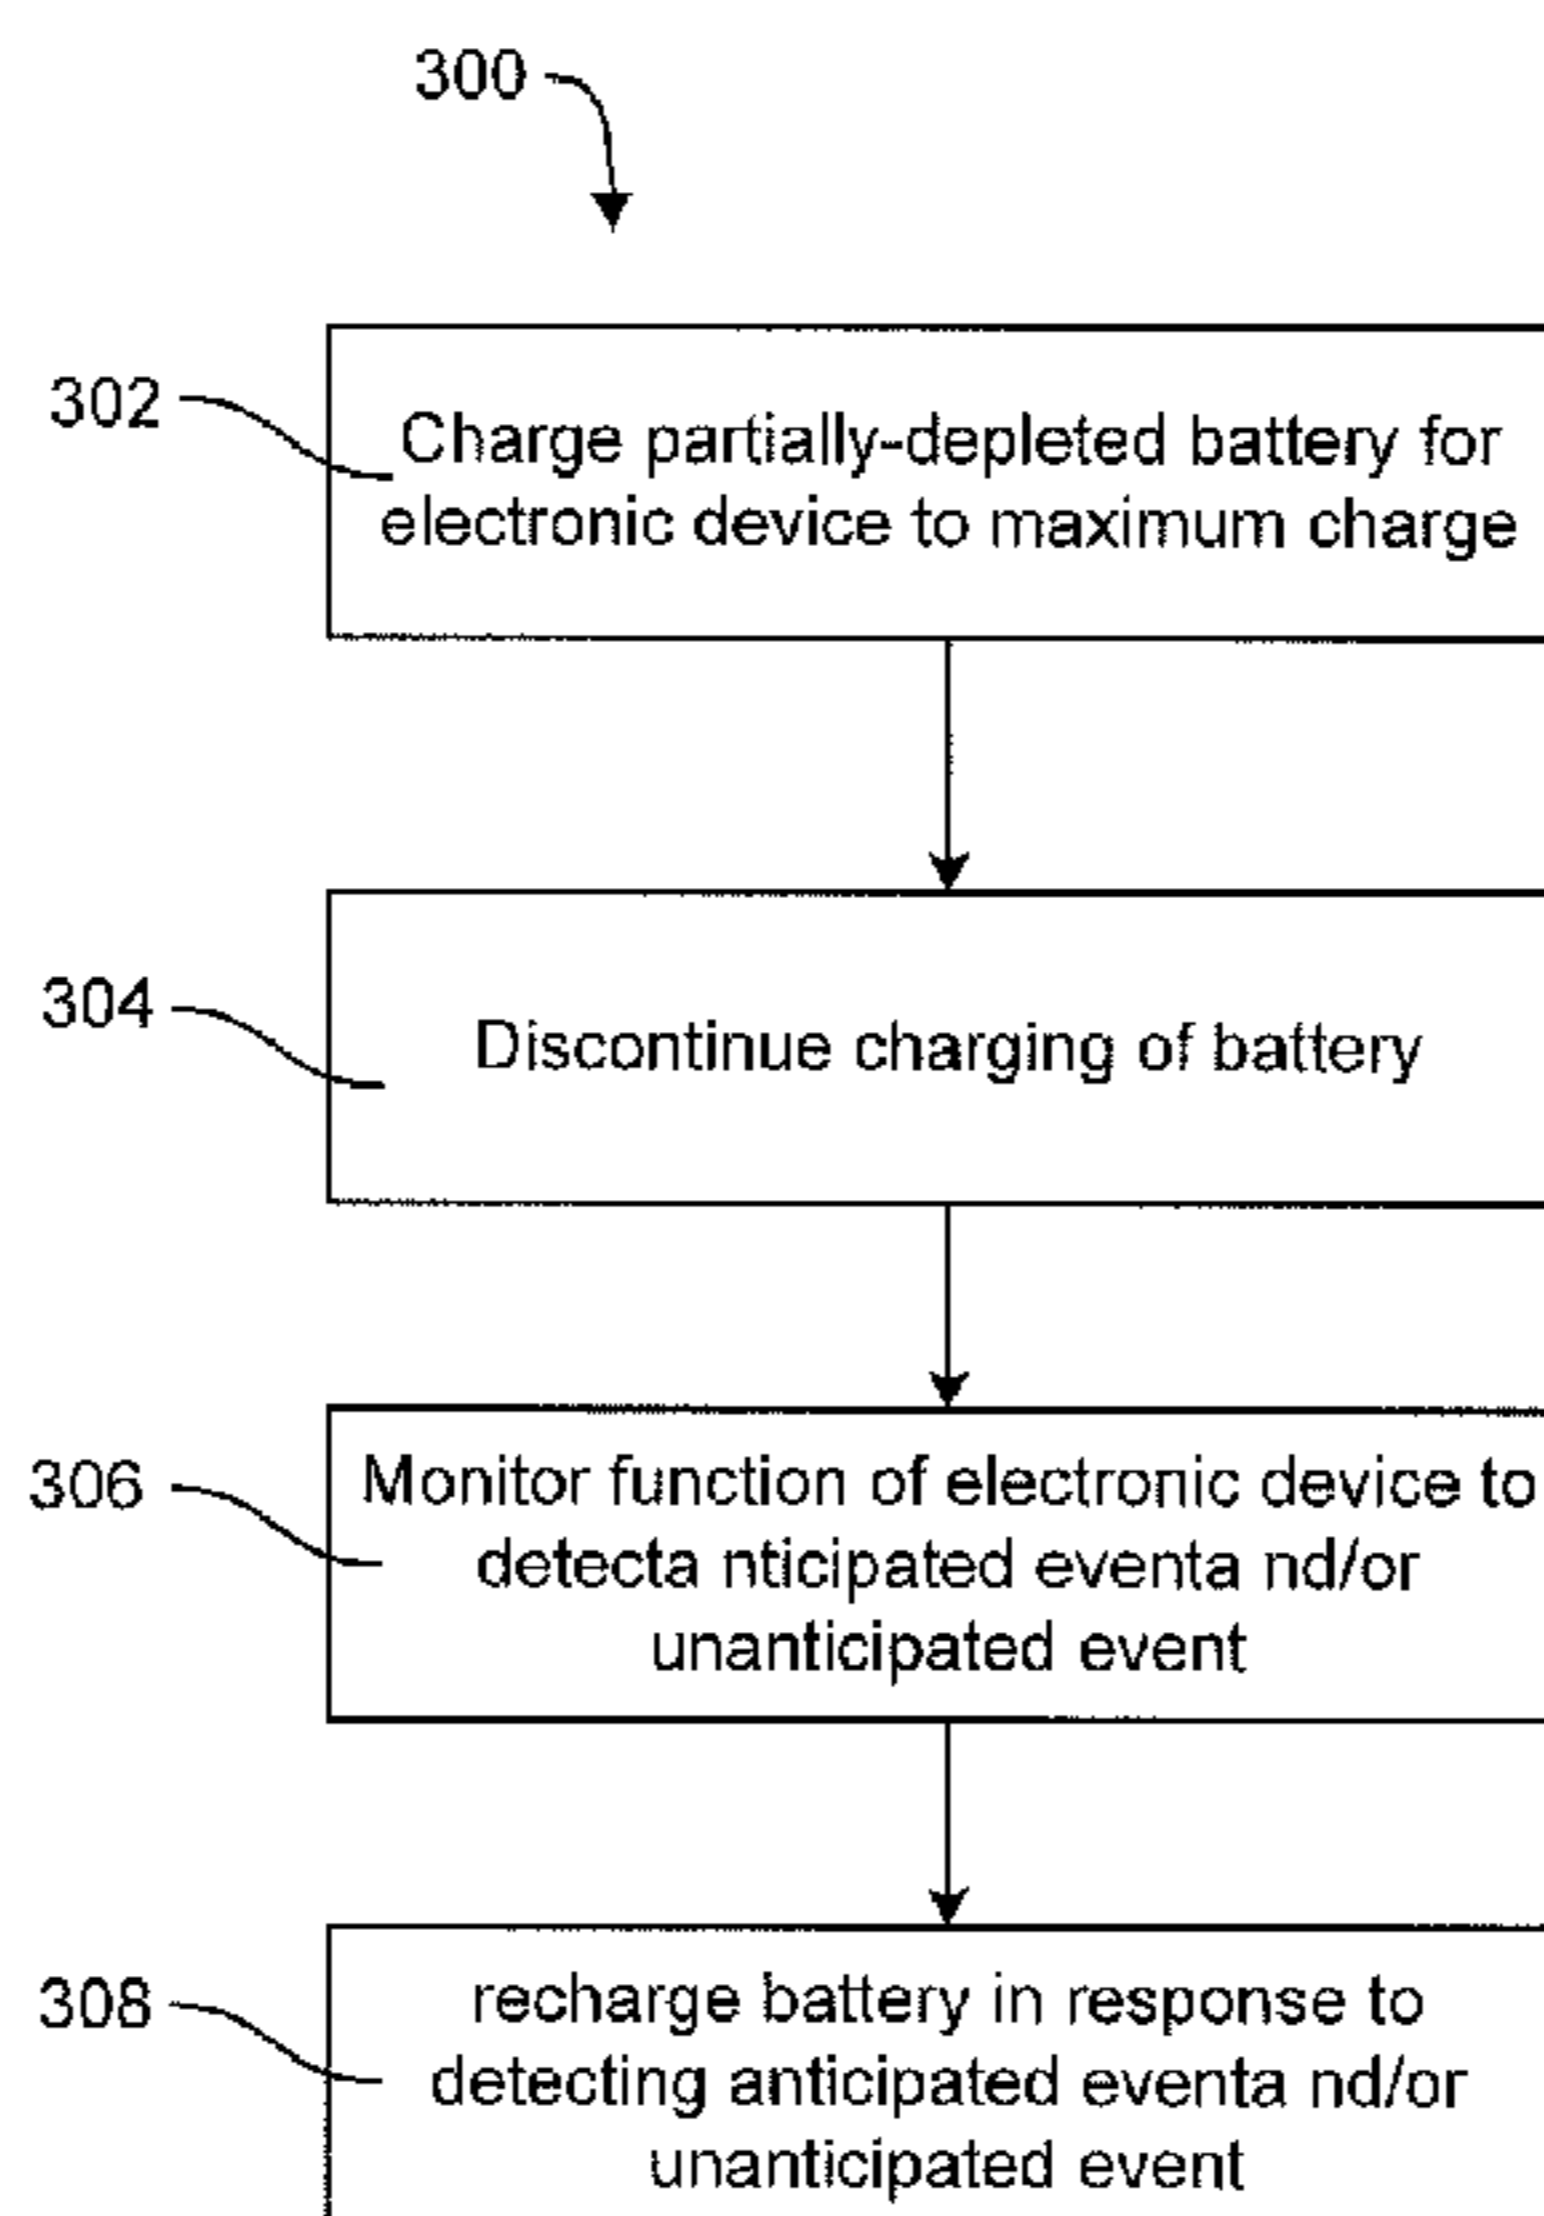 300
302
Charge partially-depleted battery for
electronic device to maximum charge
304
Discontinue charging of battery
306
Monitor function of electronic device to
detecta nticipated eventa nd/or
unanticipated event
308
recharge battery in response to
detecting anticipated eventa nd/or
unanticipated event